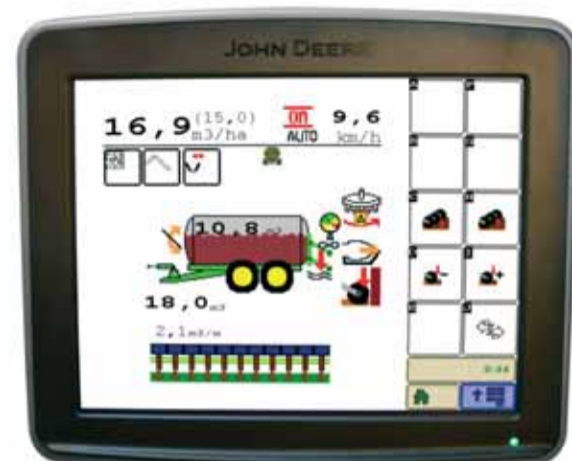 JOHN DEERE
16,9 (15,0) m3/ha
ON AUTO
9,6 km/h
10,8
18,0 m3
2,1 m3/m